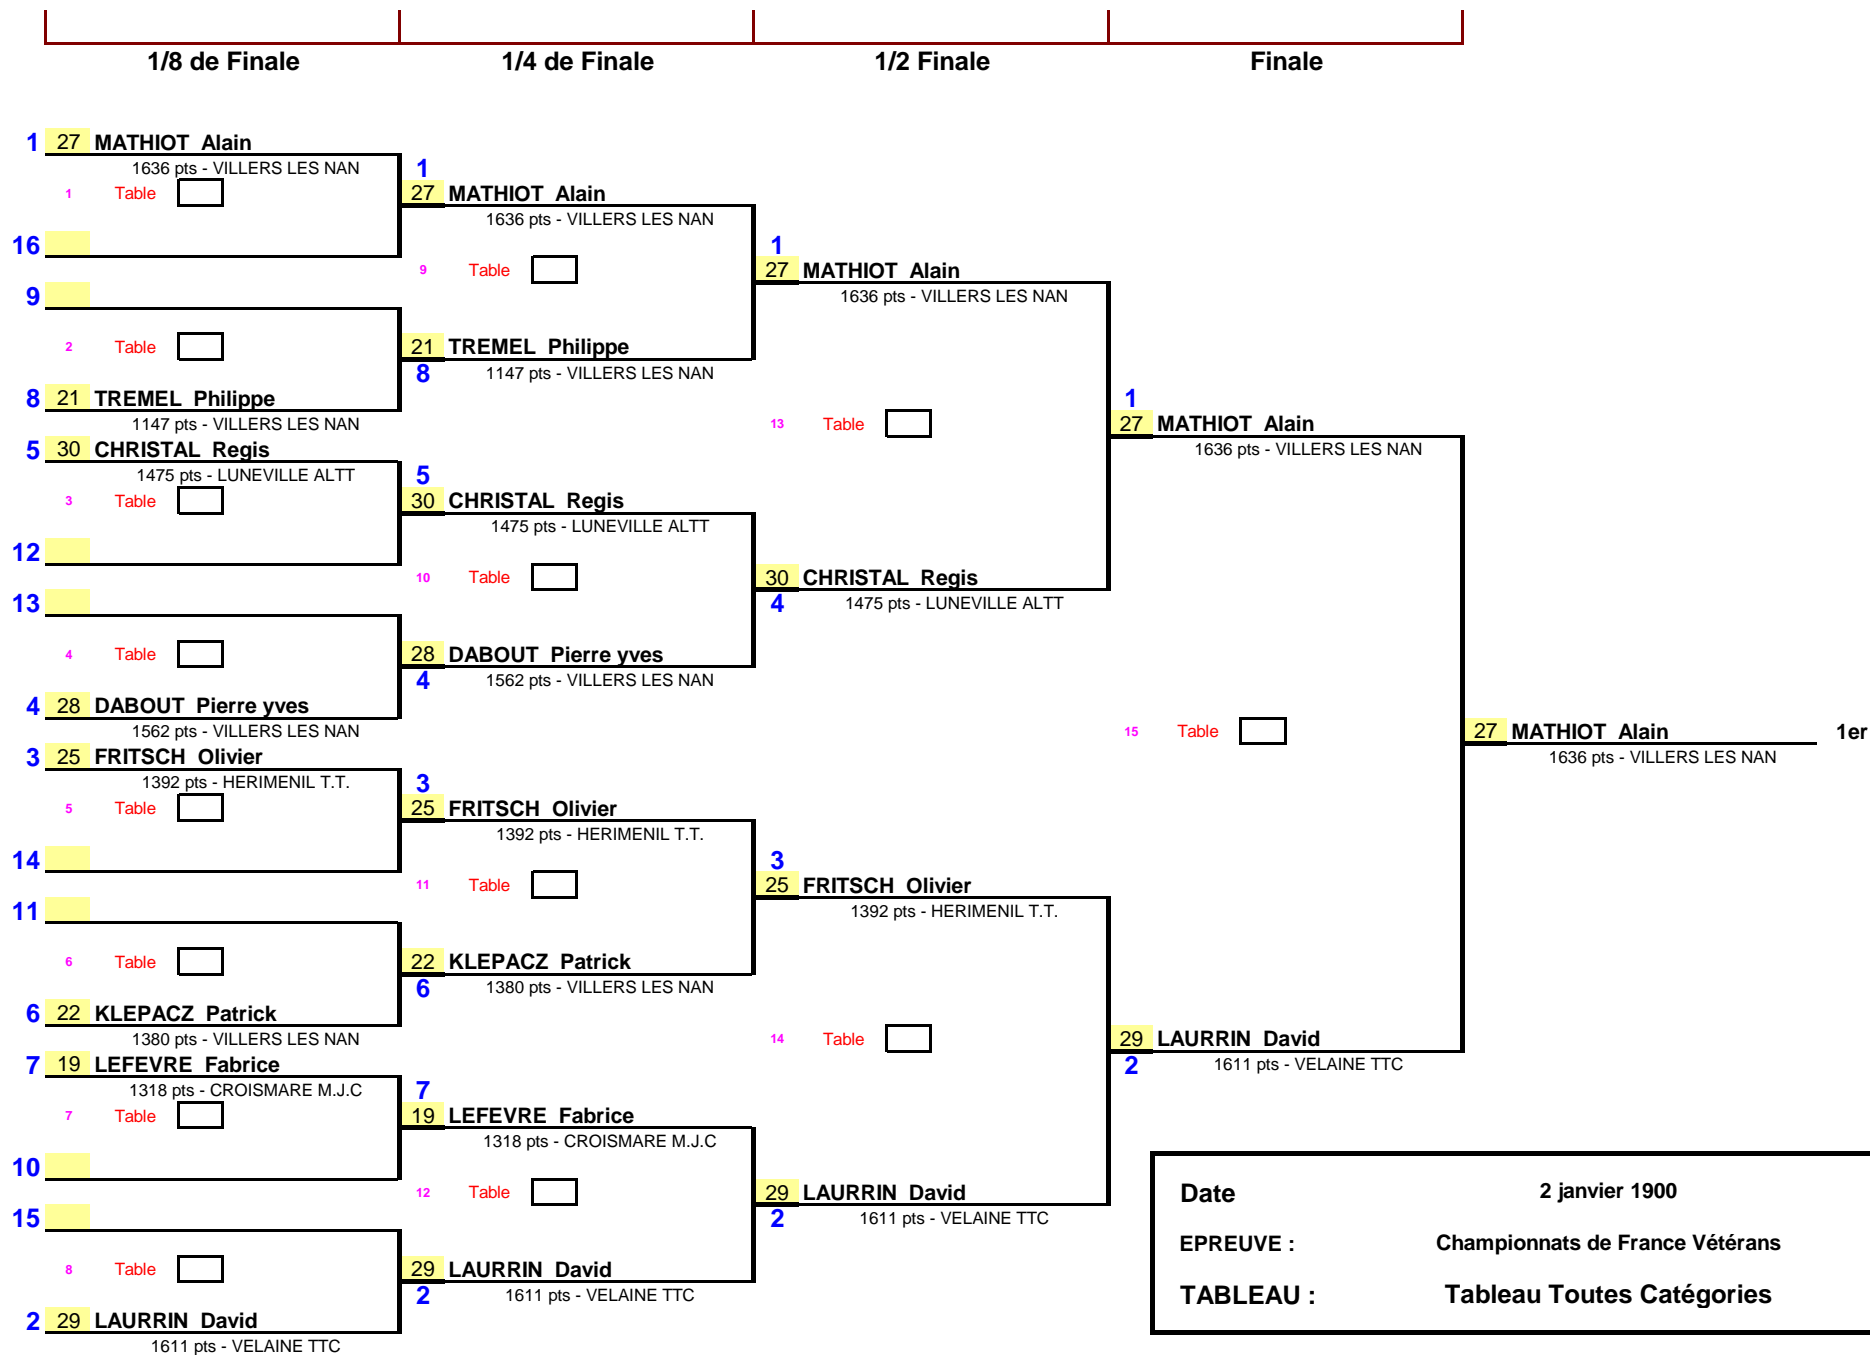 1/8 de Finale 1/4 de Finale 1/2 Finale Finale
1 27 MATHIOT Alain
1636 pts - VILLERS LES NAN
1 Table
16
9
2 Table
8 21 TREMEL Philippe
1147 pts - VILLERS LES NAN
5 30 CHRISTAL Regis
1475 pts - LUNEVILLE ALTT
3 Table
12
13
4 Table
4 28 DABOUT Pierre yves
1562 pts - VILLERS LES NAN
3 25 FRITSCH Olivier
1392 pts - HERIMENIL T.T.
5 Table
14
11
6 Table
6 22 KLEPACZ Patrick
1380 pts - VILLERS LES NAN
7 19 LEFEVRE Fabrice
1318 pts - CROISMARE M.J.C
7 Table
10
15
8 Table
2 29 LAURRIN David
1611 pts - VELAINE TTC
1
27 MATHIOT Alain
1636 pts - VILLERS LES NAN
9 Table
21 TREMEL Philippe
8
1147 pts - VILLERS LES NAN
5
30 CHRISTAL Regis
1475 pts - LUNEVILLE ALTT
10 Table
28 DABOUT Pierre yves
4
1562 pts - VILLERS LES NAN
3
25 FRITSCH Olivier
1392 pts - HERIMENIL T.T.
11 Table
22 KLEPACZ Patrick
6
1380 pts - VILLERS LES NAN
7
19 LEFEVRE Fabrice
1318 pts - CROISMARE M.J.C
12 Table
29 LAURRIN David
2
1611 pts - VELAINE TTC
1
27 MATHIOT Alain
1636 pts - VILLERS LES NAN
13 Table
30 CHRISTAL Regis
4
1475 pts - LUNEVILLE ALTT
3
25 FRITSCH Olivier
1392 pts - HERIMENIL T.T.
14 Table
29 LAURRIN David
2
1611 pts - VELAINE TTC
1
27 MATHIOT Alain
1636 pts - VILLERS LES NAN
15 Table
29 LAURRIN David
2
1611 pts - VELAINE TTC
27 MATHIOT Alain 1er
1636 pts - VILLERS LES NAN
Date 2 janvier 1900
EPREUVE : Championnats de France Vétérans
TABLEAU : Tableau Toutes Catégories